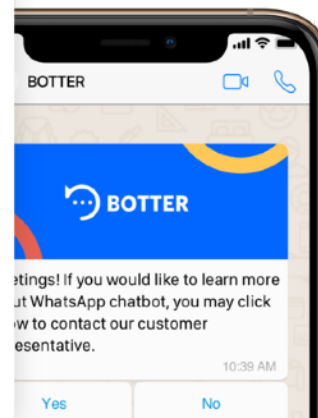 BOTTER
BOTTER
etings! If you would like to learn more
ut WhatsApp chatbot, you may click
ow to contact our customer
esentative.
10:39 AM
Yes
No